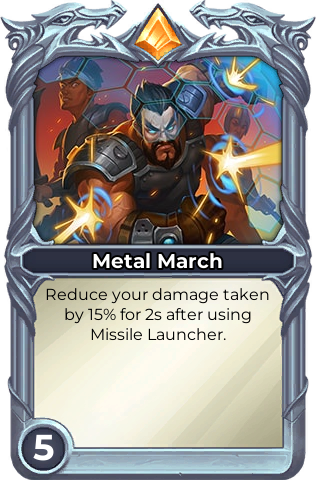 Metal March
Reduce your damage taken
by 15% for 2s after using
Missile Launcher.
5